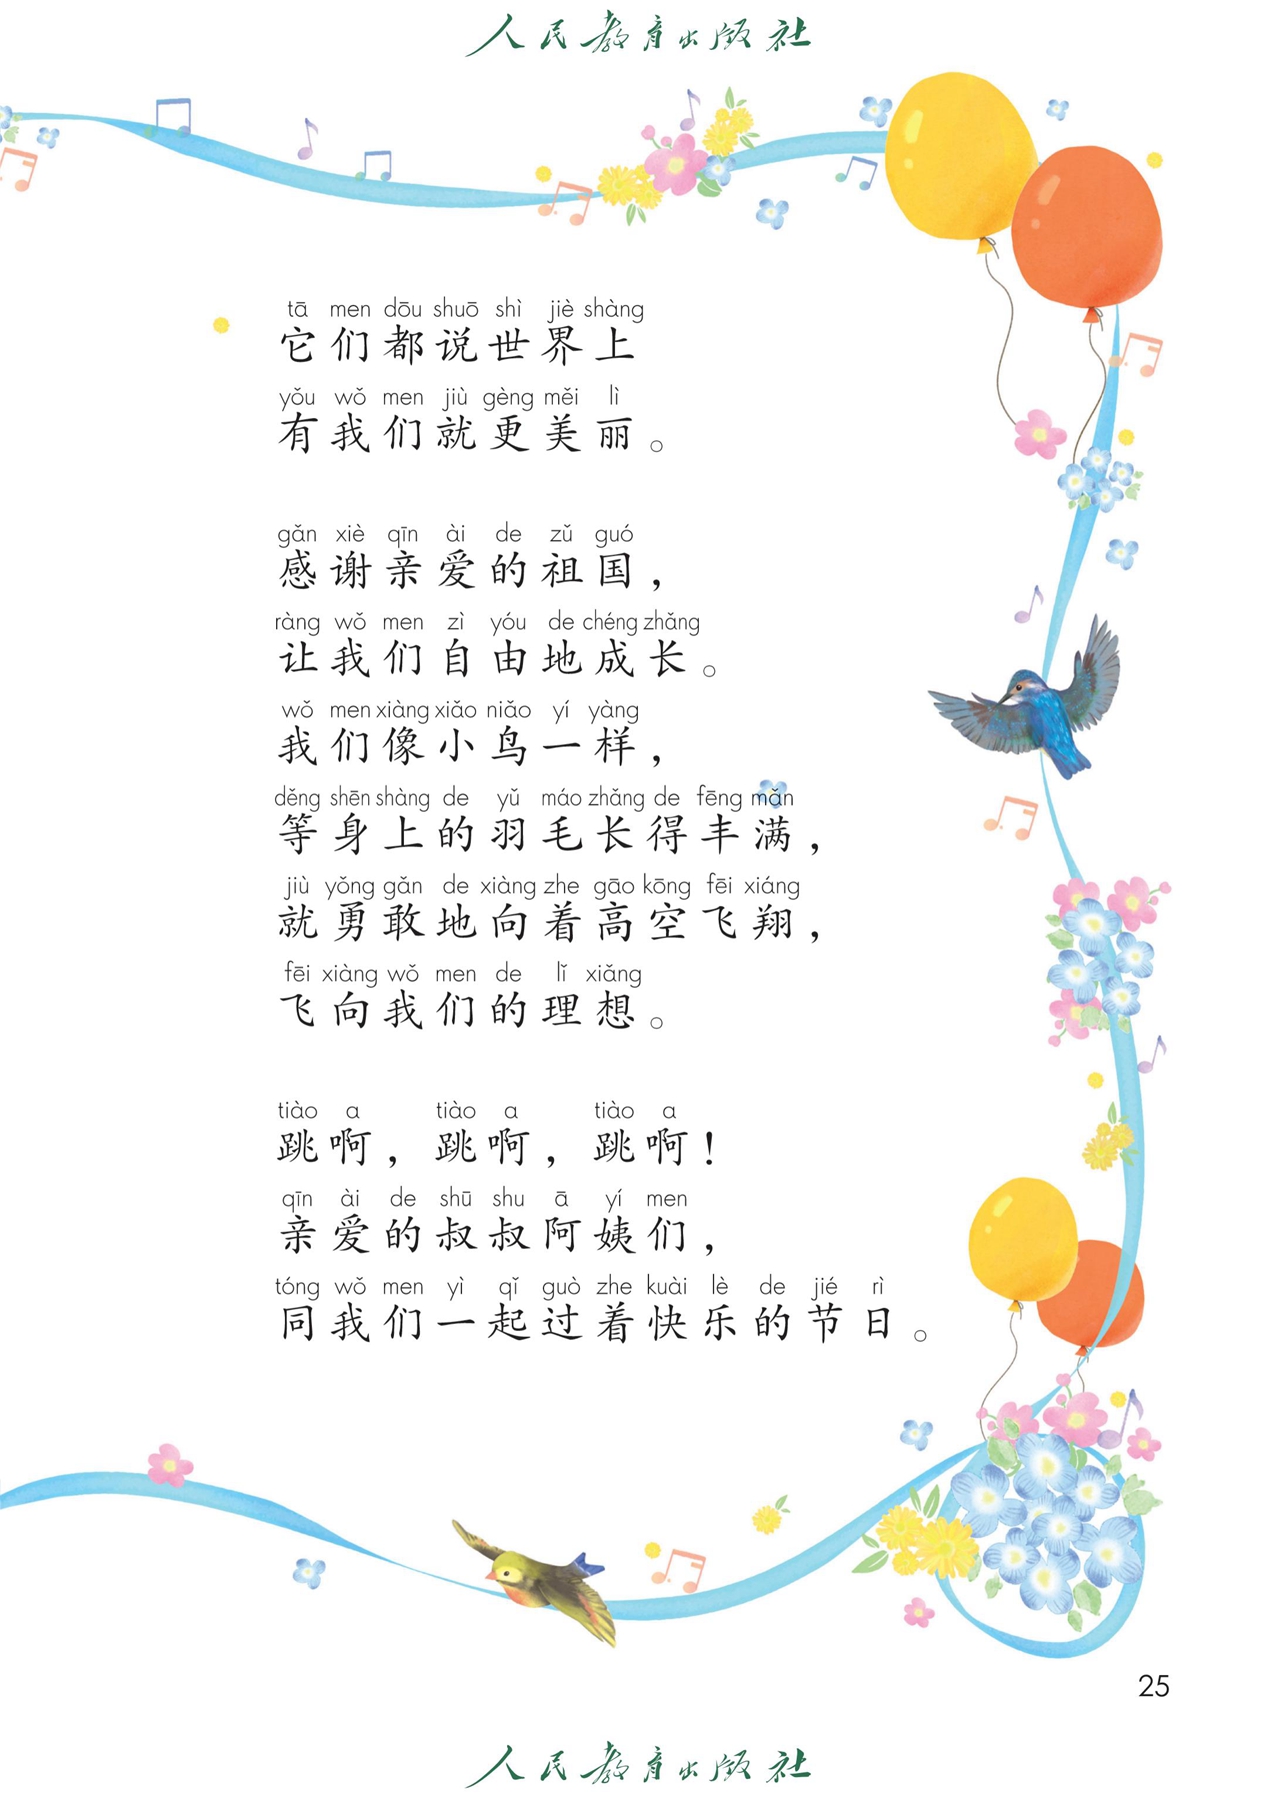 人民教育出版社
tā men dōu shuō shì jiè shàng
它们都说世界上
yǒu wǒ men jiù gèng měi lì
有我们就更美丽。
gǎn xiè qīn ài de zǔ guó
感谢亲爱的祖国，
ràng wǒ men zì yóu de chéng zhǎng
让我们自由地成长。
wǒ men xiàng xiǎo niǎo yí yàng
我们像小鸟一样，
děng shēn shàng de yǔ máo zhǎng de fēng mǎn
等身上的羽毛长得丰满，
jiù yǒng gǎn de xiàng zhe gāo kōng fēi xiáng
就勇敢地向着高空飞翔，
fēi xiàng wǒ men de lǐ xiǎng
飞向我们的理想。
tiào a tiào a tiào a
跳啊，跳啊，跳啊！
qīn ài de shū shu ā yí men
亲爱的叔叔阿姨们，
tóng wǒ men yì qǐ guò zhe kuài lè de jié rì
同我们一起过着快乐的节日。
25
人民教育出版社